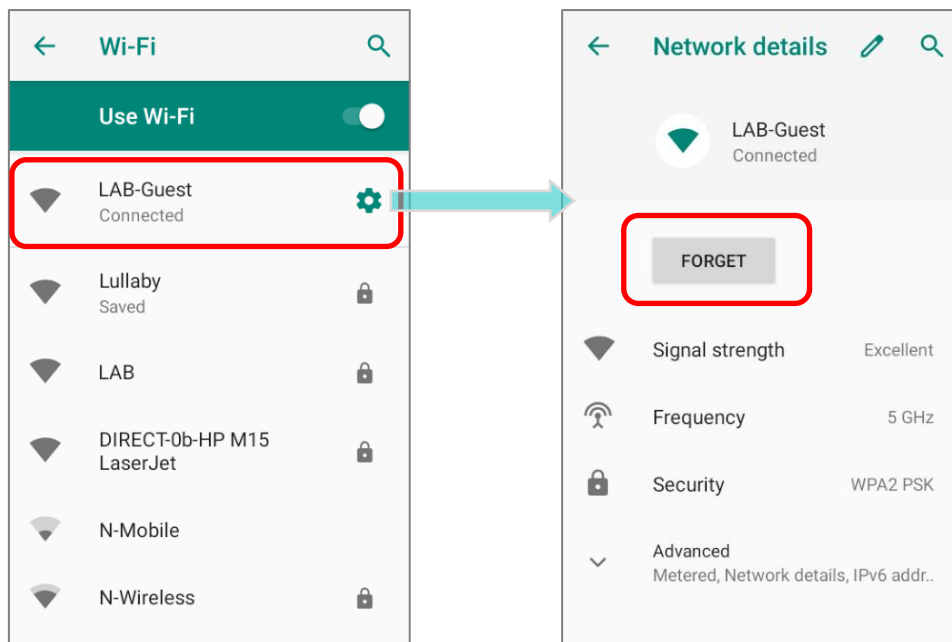 Wi-Fi
Use Wi-Fi
LAB-Guest
Connected
Lullaby
Saved
LAB
DIRECT-0b-HP M15
LaserJet
N-Mobile
N-Wireless
Network details
LAB-Guest
Connected
FORGET
Signal strength Excellent
Frequency 5 GHz
Security WPA2 PSK
Advanced
Metered, Network details, IPv6 addr..